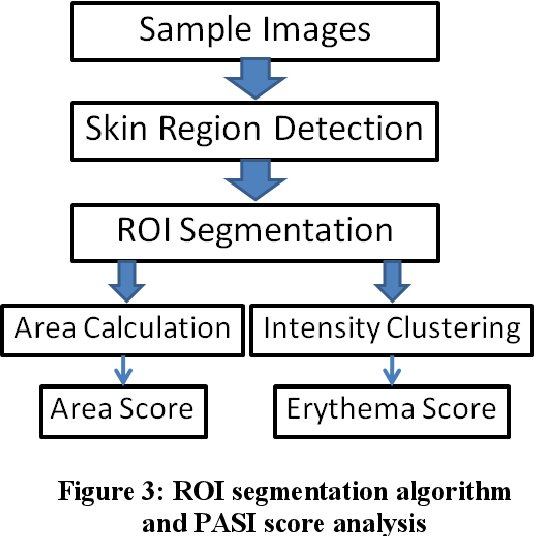 Sample Images
Skin Region Detection
ROI Segmentation
Area Calculation
Intensity Clustering
Area Score
Erythema Score
Figure 3: ROI segmentation algorithm
and PASI score analysis